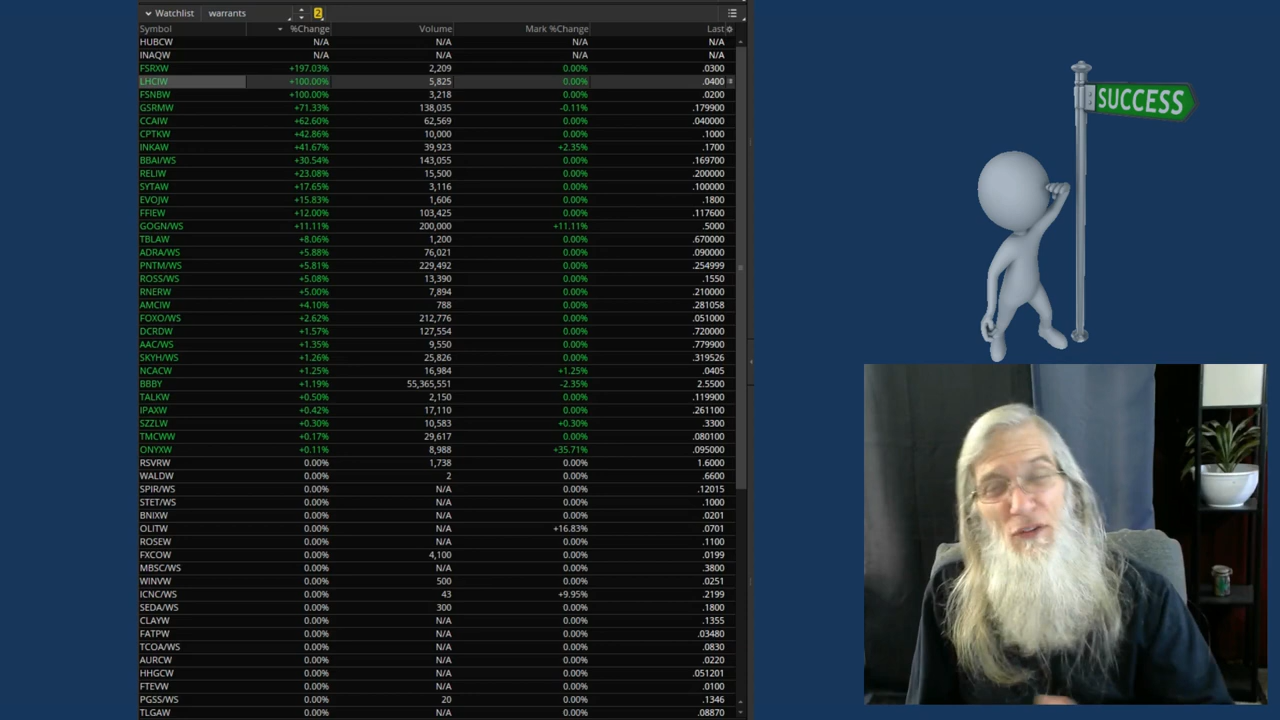 Watchlist warrants 2
Symbol %Change Volume Mark %Change Last
HUBCW N/A N/A N/A N/A
INAQW N/A N/A N/A N/A
FSRXW +197.03% 2,209 0.00% .0300
LHCIW +100.00% 5,825 0.00% .0400
FSNBW +100.00% 3,218 0.00% .0200
GSRMW +71.33% 138,035 -0.11% .179900
CCAIW +62.60% 62,569 0.00% .040000
CPTKW +42.86% 10,000 0.00% .1000
INKAW +41.67% 39,923 +2.35% .1700
BBAI/WS +30.54% 143,055 0.00% .169700
RELIW +23.08% 15,500 0.00% .200000
SYTAW +17.65% 3,116 0.00% .100000
EVOJW +15.83% 1,606 0.00% .1800
FFIEW +12.00% 103,425 0.00% .117600
GOGN/WS +11.11% 200,000 +11.11% .5000
TBLAW +8.06% 1,200 0.00% .670000
ADRA/WS +5.88% 76,021 0.00% .090000
PNTM/WS +5.81% 229,492 0.00% .254999
ROSS/WS +5.08% 13,390 0.00% .1550
RNERW +5.00% 7,894 0.00% .210000
AMCIW +4.10% 788 0.00% .281058
FOXO/WS +2.62% 212,776 0.00% .051000
DCRDW +1.57% 127,554 0.00% .720000
AAC/WS +1.35% 9,550 0.00% .779900
SKYH/WS +1.26% 25,826 0.00% .319526
NCACW +1.25% 16,984 +1.25% .0405
BBBY +1.19% 55,365,551 -2.35% 2.5500
TALKW +0.50% 2,150 0.00% .119900
IPAXW +0.42% 17,110 0.00% .261100
SZZLW +0.30% 10,583 +0.30% .3300
TMCWW +0.17% 29,617 0.00% .080100
ONYXW +0.11% 8,988 +35.71% .095000
RSVRW 0.00% 1,738 0.00% 1.6000
WALDW 0.00% 2 0.00% .6600
SPIR/WS 0.00% N/A 0.00% .12015
STET/WS 0.00% N/A 0.00% .1000
BNIXW 0.00% N/A 0.00% .0201
OLITW 0.00% N/A +16.83% .0701
ROSEW 0.00% N/A 0.00% .1100
FXCOW 0.00% 4,100 0.00% .0199
MBSC/WS 0.00% N/A 0.00% .3800
WINVW 0.00% 500 0.00% .0251
ICNC/WS 0.00% 43 +9.95% .2199
SEDA/WS 0.00% 300 0.00% .1800
CLAYW 0.00% N/A 0.00% .1355
FATPW 0.00% N/A 0.00% .03480
TCOA/WS 0.00% N/A 0.00% .0830
AURCW 0.00% N/A 0.00% .0220
HHGCW 0.00% N/A 0.00% .051201
FTEVW 0.00% N/A 0.00% .0100
PGSS/WS 0.00% 20 0.00% .1346
TLGAW 0.00% N/A 0.00% .08870
SUCCESS